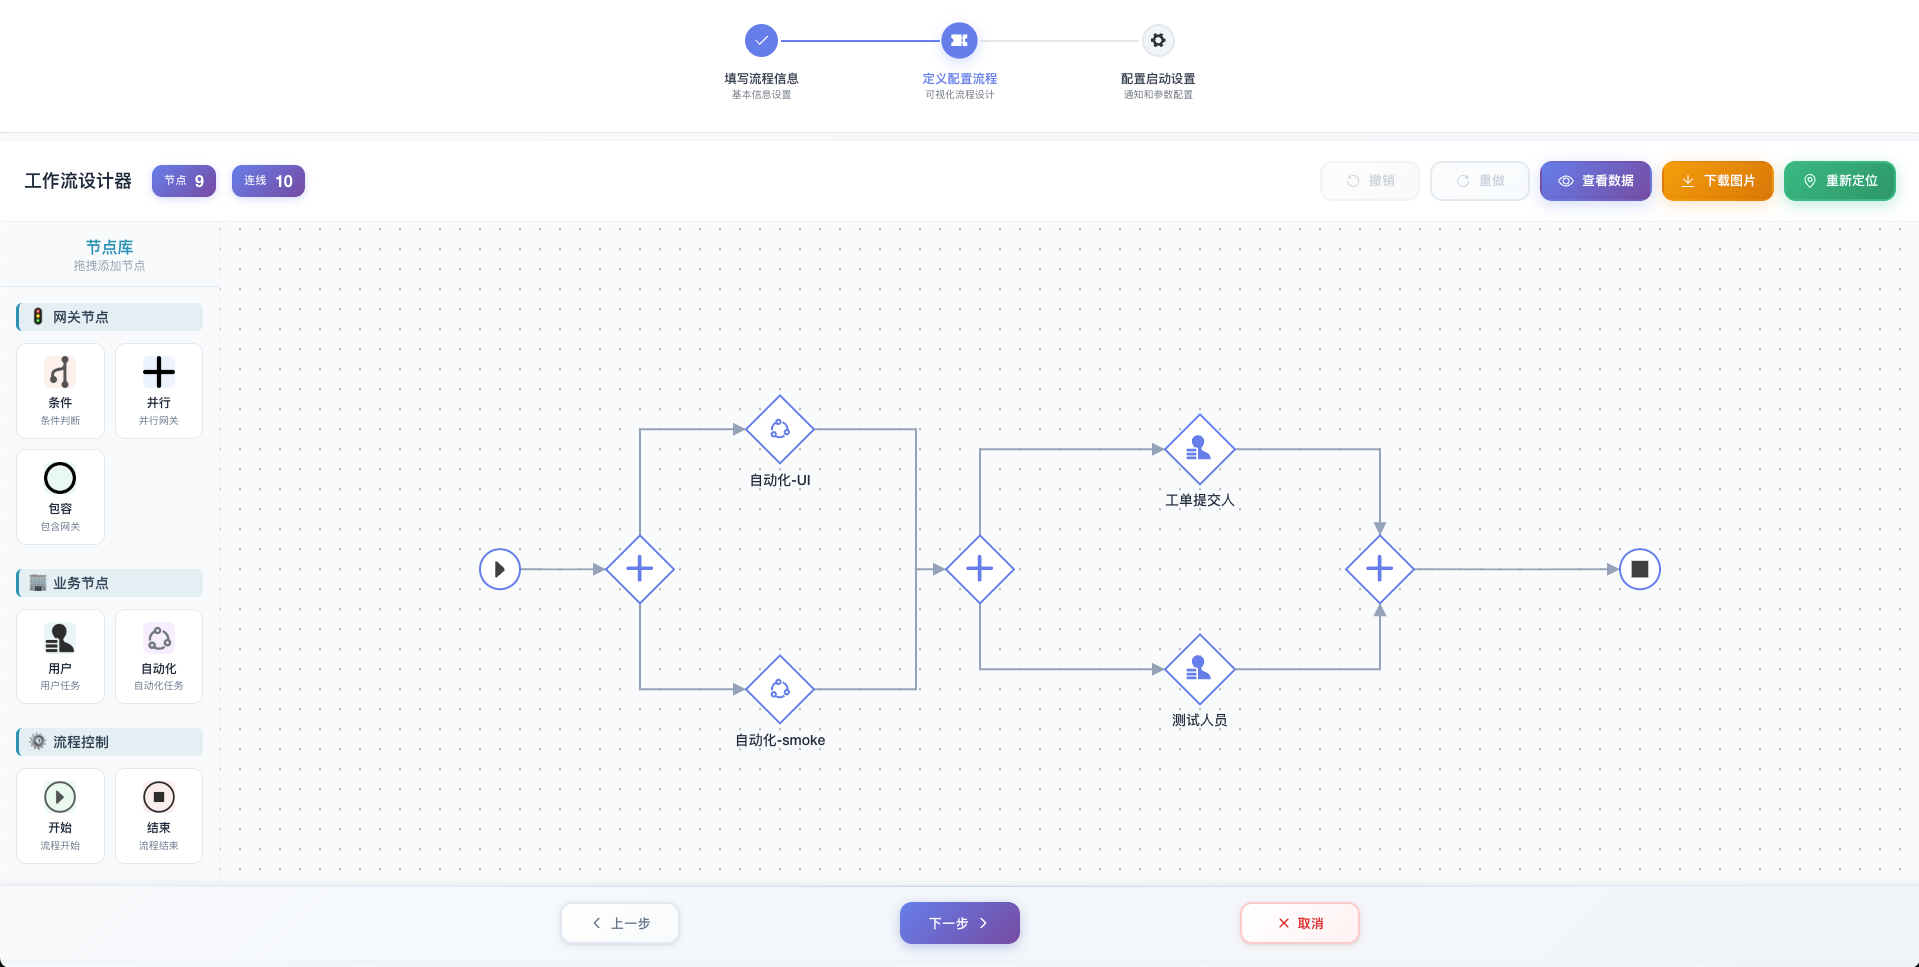 填写流程信息
基本信息设置
定义配置流程
可视化流程设计
配置启动设置
通知和参数配置
工作流设计器
节点 9
连线 10
撤销
重做
查看数据
下载图片
重新定位
节点库
拖拽添加节点
网关节点
条件
条件判断
并行
并行网关
包容
包含网关
业务节点
用户
用户任务
自动化
自动化任务
流程控制
开始
流程开始
结束
流程结束
自动化-UI
自动化-smoke
工单提交人
测试人员
上一步
下一步
取消